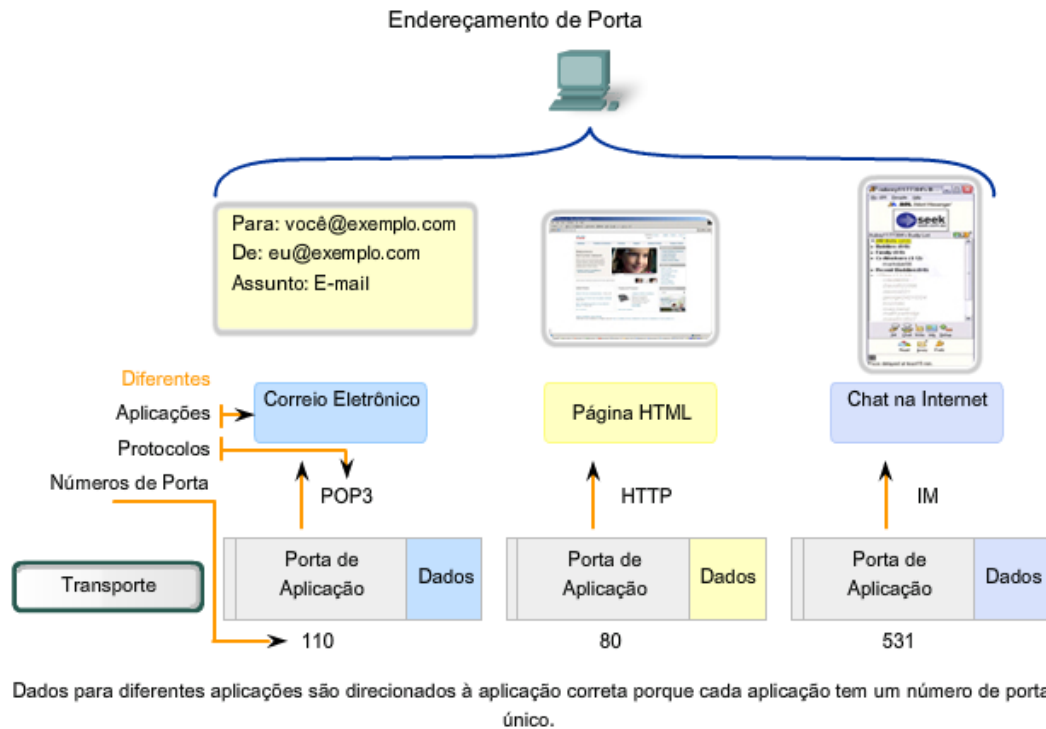 Endereçamento de Porta
Para: você@exemplo.com
De: eu@exemplo.com
Assunto: E-mail
seek
Diferentes
Aplicações
Protocolos
Números de Porta
Correio Eletrônico
Página HTML
Chat na Internet
POP3
HTTP
IM
Transporte
Porta de
Aplicação
Dados
Porta de
Aplicação
Dados
Porta de
Aplicação
Dados
110
80
531
Dados para diferentes aplicações são direcionados à aplicação correta porque cada aplicação tem um número de porta
único.